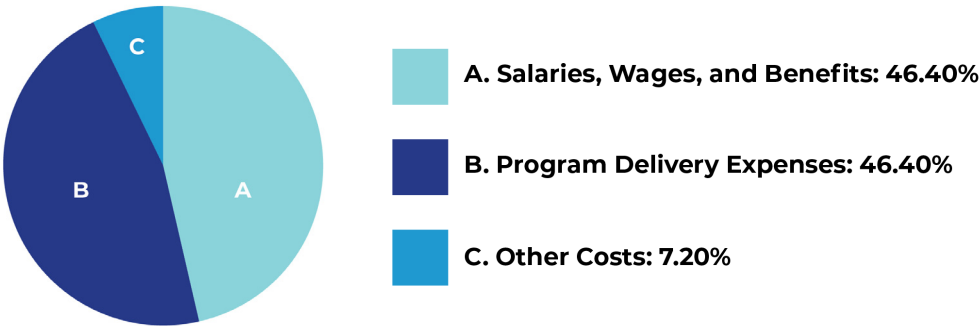 C
A. Salaries, Wages, and Benefits: 46.40%
B. Program Delivery Expenses: 46.40%
B
A
C. Other Costs: 7.20%